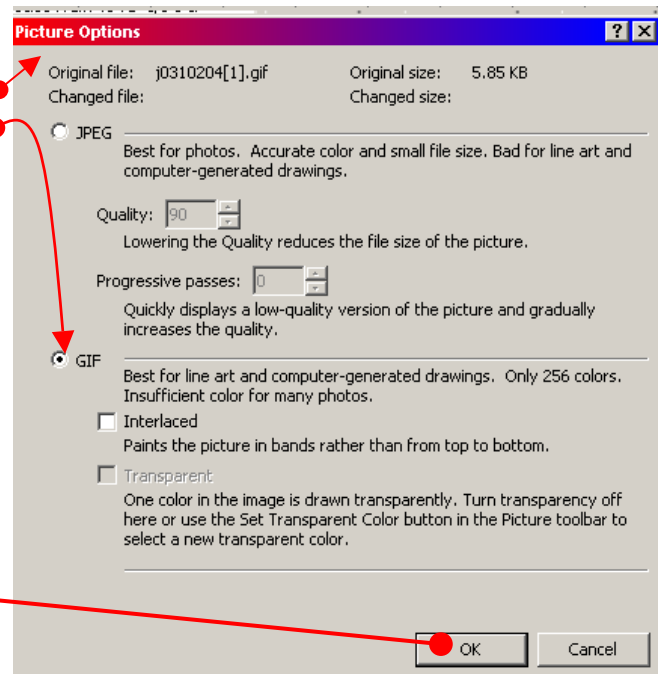 Picture Options
Original file: j0310204[1].gif Original size: 5.85 KB
Changed file: Changed size:
JPEG
Best for photos. Accurate color and small file size. Bad for line art and
computer-generated drawings.
Quality: 90
Lowering the Quality reduces the file size of the picture.
Progressive passes: 0
Quickly displays a low-quality version of the picture and gradually
increases the quality.
GIF
Best for line art and computer-generated drawings. Only 256 colors.
Insufficient color for many photos.
Interlaced
Paints the picture in bands rather than from top to bottom.
Transparent
One color in the image is drawn transparently. Turn transparency off
here or use the Set Transparent Color button in the Picture toolbar to
select a new transparent color.
OK Cancel